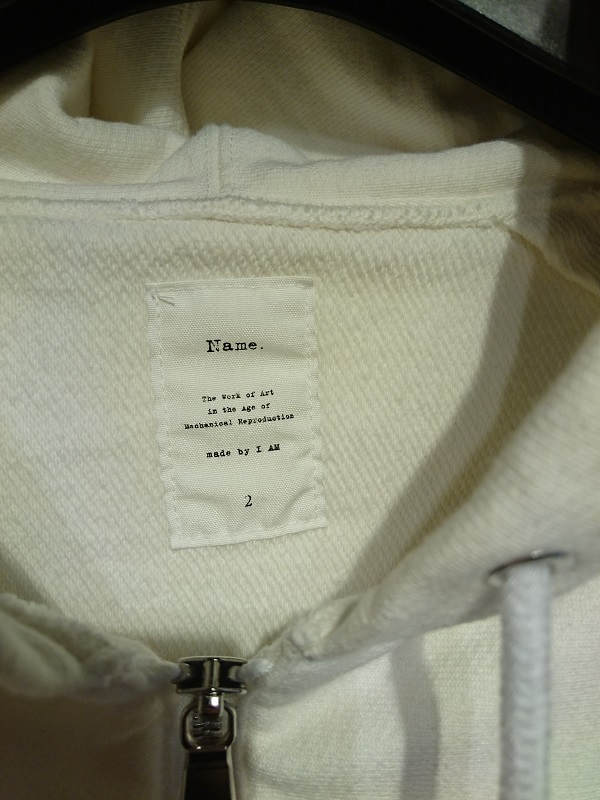 Name.
The Work of Art
in the Age of
Mechanical Reproduction
made by I AM
2